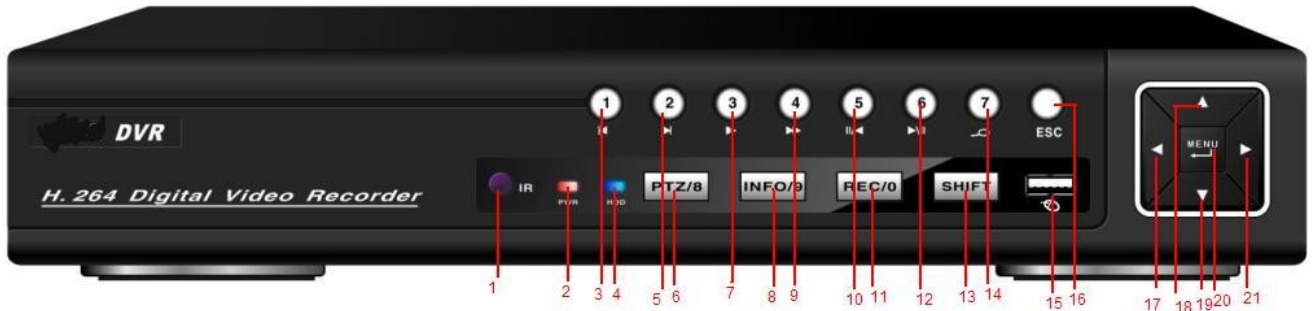 1 2 3 4 5 6 7
ESC
DVR
MENU
H. 264 Digital Video Recorder
IR PTZ/8 INFO/9 REC/0 SHIFT
PWR HDD
1 2 3 4 5 6 7 8 9 10 11 12 13 14 15 16 17 18 19 20 21